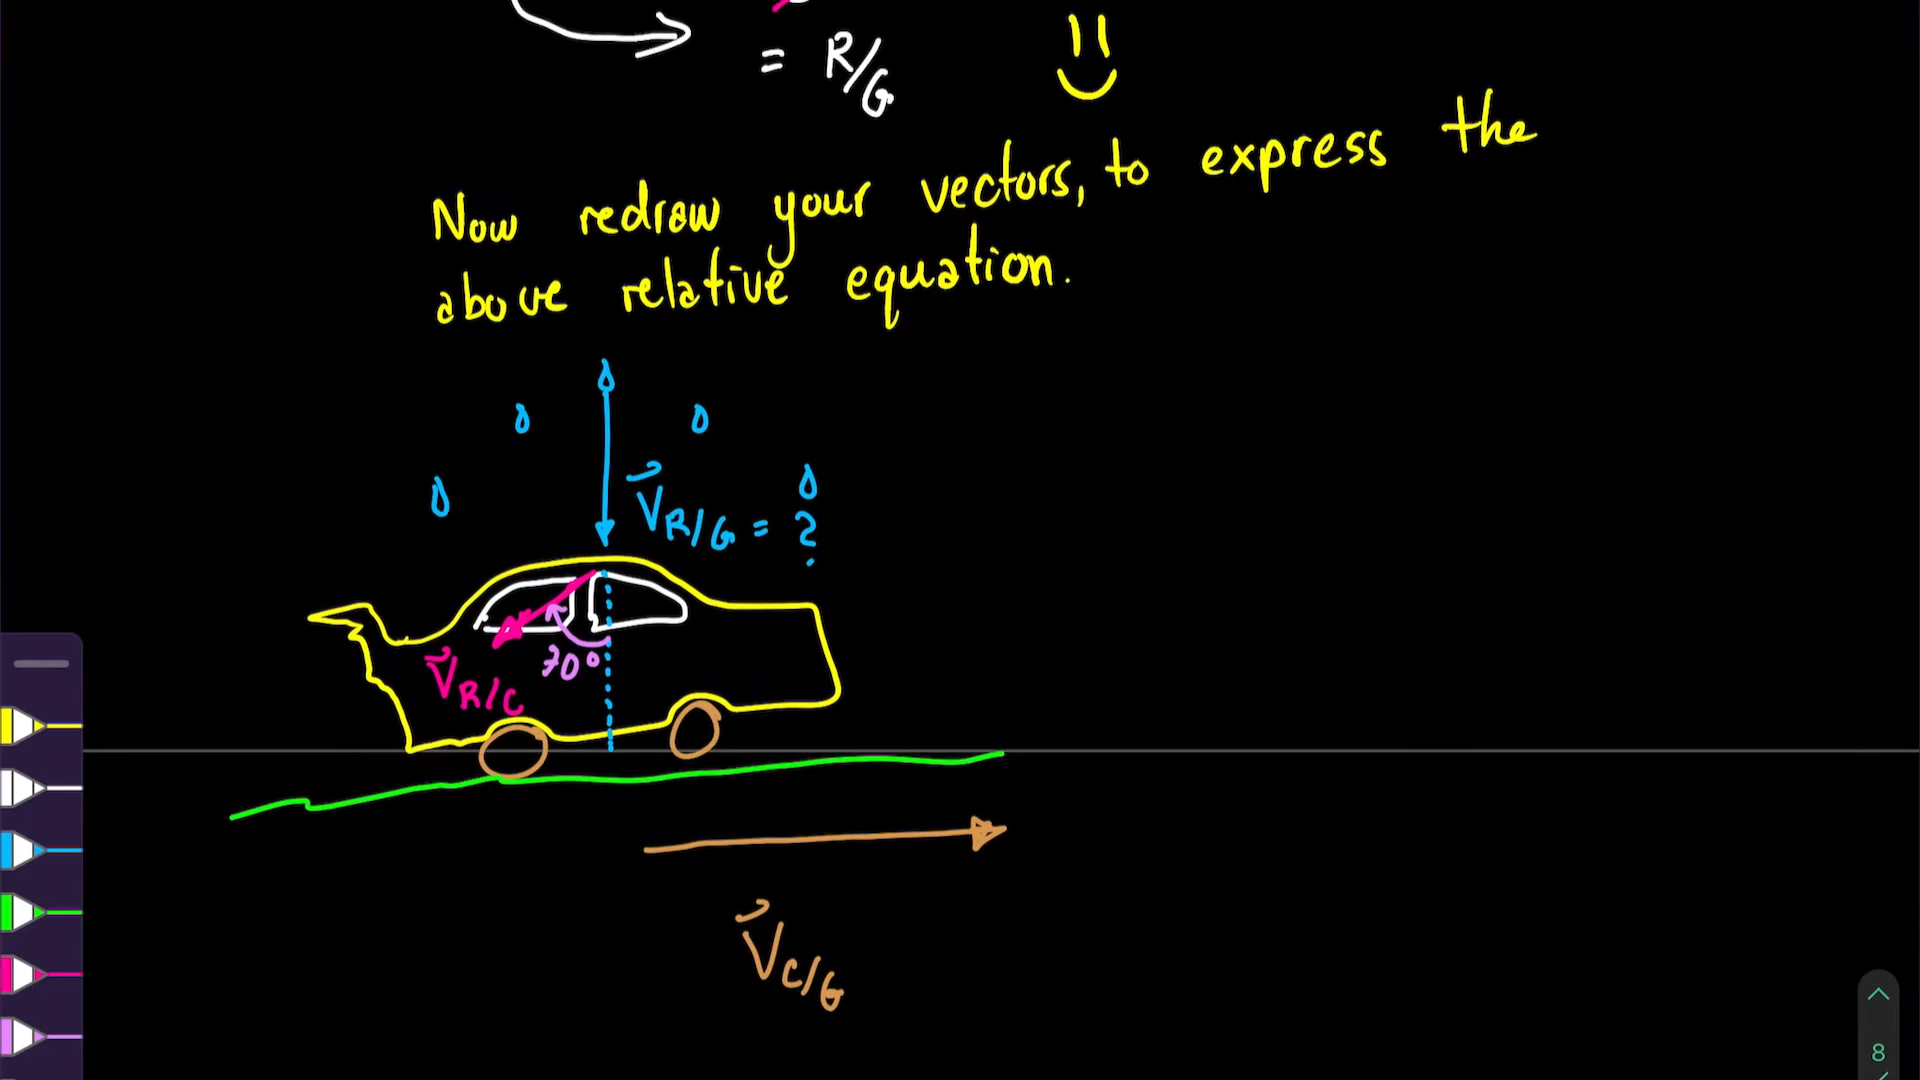 = R/G
Now redraw your vectors, to express the
above relative equation.
V⃗R/G = ?
70°
V⃗R/C
V⃗C/G
8